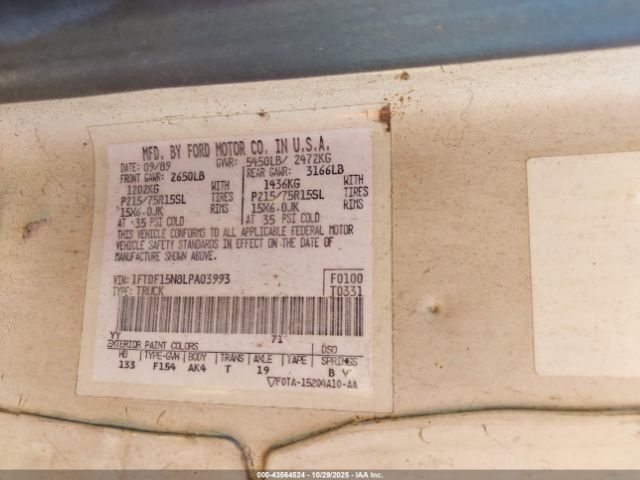 MFD. BY FORD MOTOR CO. IN U.S.A.
DATE: 09/89 GVWR: 5450LB/ 2472KG
FRONT GAWR: 2650LB REAR GAWR: 3166LB
1202KG WITH 1436KG WITH
P215/75R15SL TIRES P215/75R15SL TIRES
15X6.0JK RIMS 15X6.0JK RIMS
AT 35 PSI COLD AT 35 PSI COLD
THIS VEHICLE CONFORMS TO ALL APPLICABLE FEDERAL MOTOR
VEHICLE SAFETY STANDARDS IN EFFECT ON THE DATE OF
MANUFACTURE SHOWN ABOVE.
VIN: 1FTDF15N8LPA03993 F0100
TYPE: TRUCK T0331
YY 71
EXTERIOR PAINT COLORS DSO
WB TYPE-GVW BODY TRANS AXLE TAPE SPRINGS
133 F154 AK4 T 19 B V
F0TA-15204A10-AA
000-43564524 | 10/29/2025 | IAA Inc.